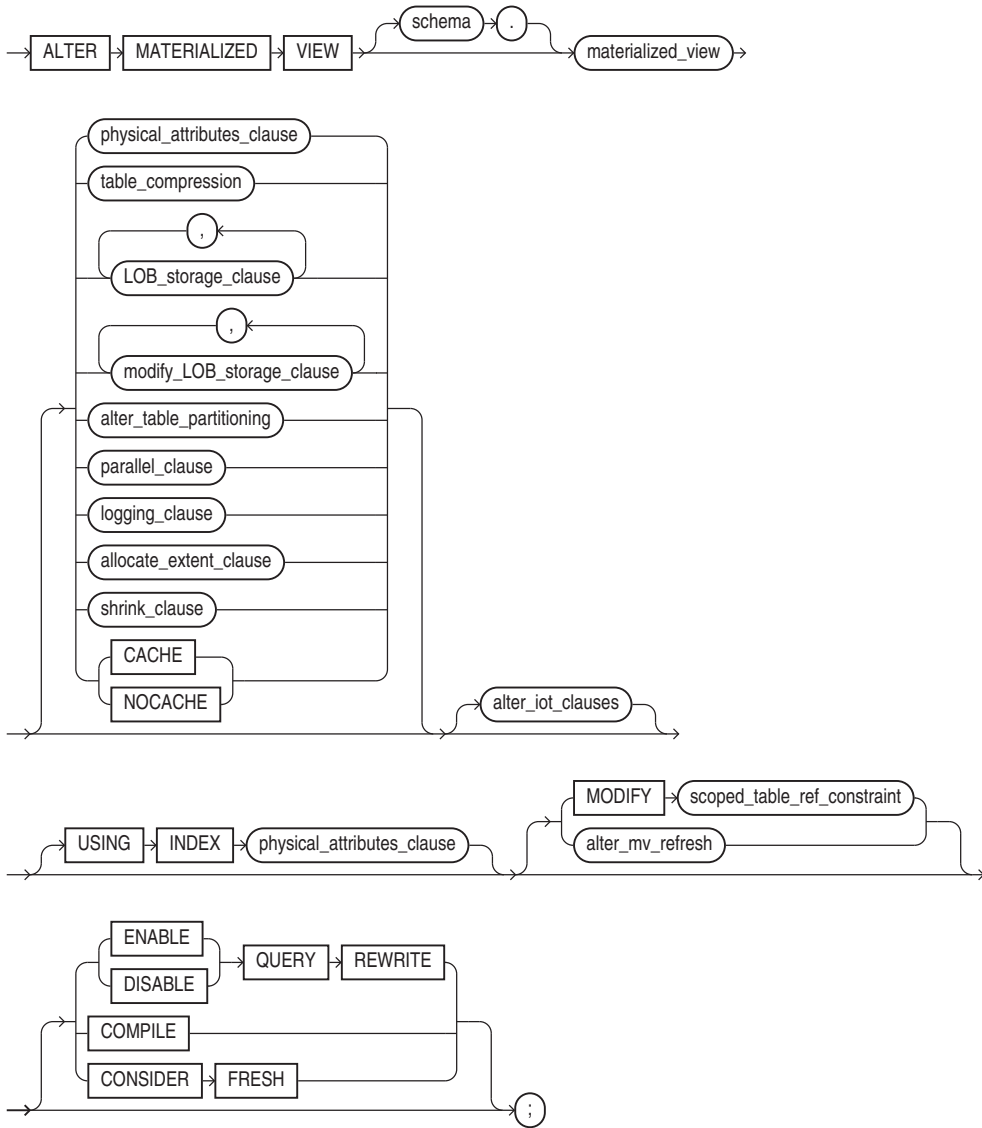 schema .
ALTER MATERIALIZED VIEW materialized_view
physical_attributes_clause
table_compression
,
LOB_storage_clause
,
modify_LOB_storage_clause
alter_table_partitioning
parallel_clause
logging_clause
allocate_extent_clause
shrink_clause
CACHE
NOCACHE
alter_iot_clauses
USING INDEX physical_attributes_clause
MODIFY scoped_table_ref_constraint
alter_mv_refresh
ENABLE
DISABLE
QUERY REWRITE
COMPILE
CONSIDER FRESH
;